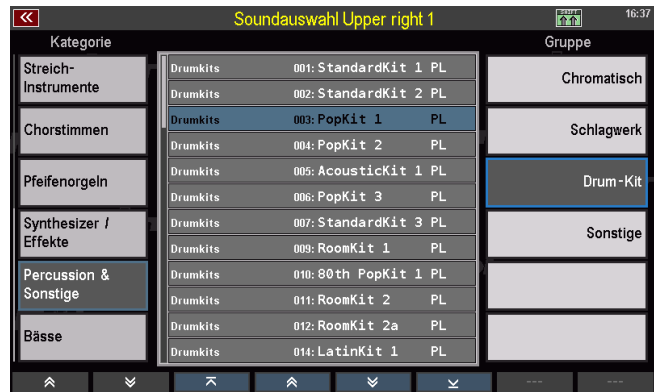 Soundauswahl Upper right 1
SHIFT
16:37
Kategorie
Gruppe
Streich-
Instrumente
Chorstimmen
Pfeifenorgeln
Synthesizer /
Effekte
Percussion &
Sonstige
Bässe
Drumkits 001: StandardKit 1 PL
Drumkits 002: StandardKit 2 PL
Drumkits 003: PopKit 1 PL
Drumkits 004: PopKit 2 PL
Drumkits 005: AcousticKit 1 PL
Drumkits 006: PopKit 3 PL
Drumkits 007: StandardKit 3 PL
Drumkits 009: RoomKit 1 PL
Drumkits 010: 80th PopKit 1 PL
Drumkits 011: RoomKit 2 PL
Drumkits 012: RoomKit 2a PL
Drumkits 014: LatinKit 1 PL
Chromatisch
Schlagwerk
Drum-Kit
Sonstige
--- ---